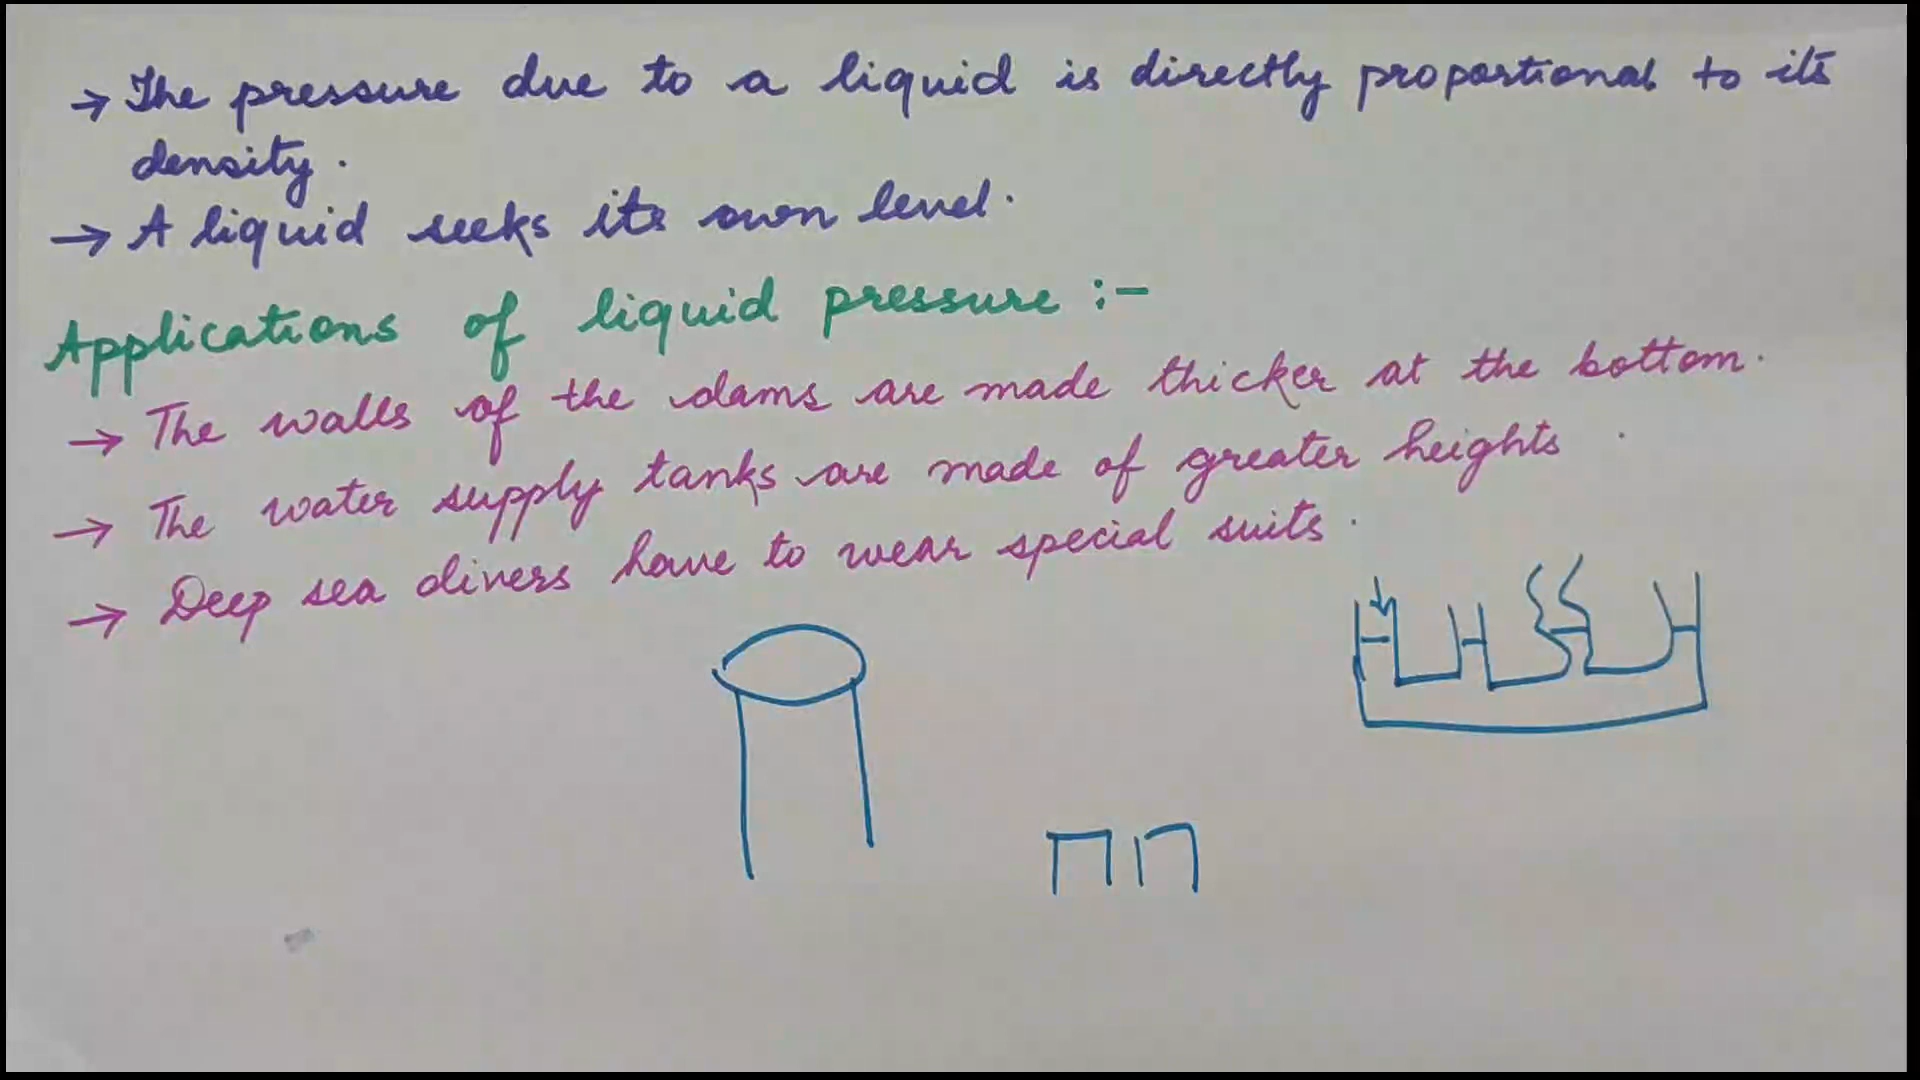 → The pressure due to a liquid is directly proportional to its
density.
→ A liquid seeks its own level.
Applications of liquid pressure :-
→ The walls of the dams are made thicker at the bottom.
→ The water supply tanks are made of greater heights.
→ Deep sea divers have to wear special suits.